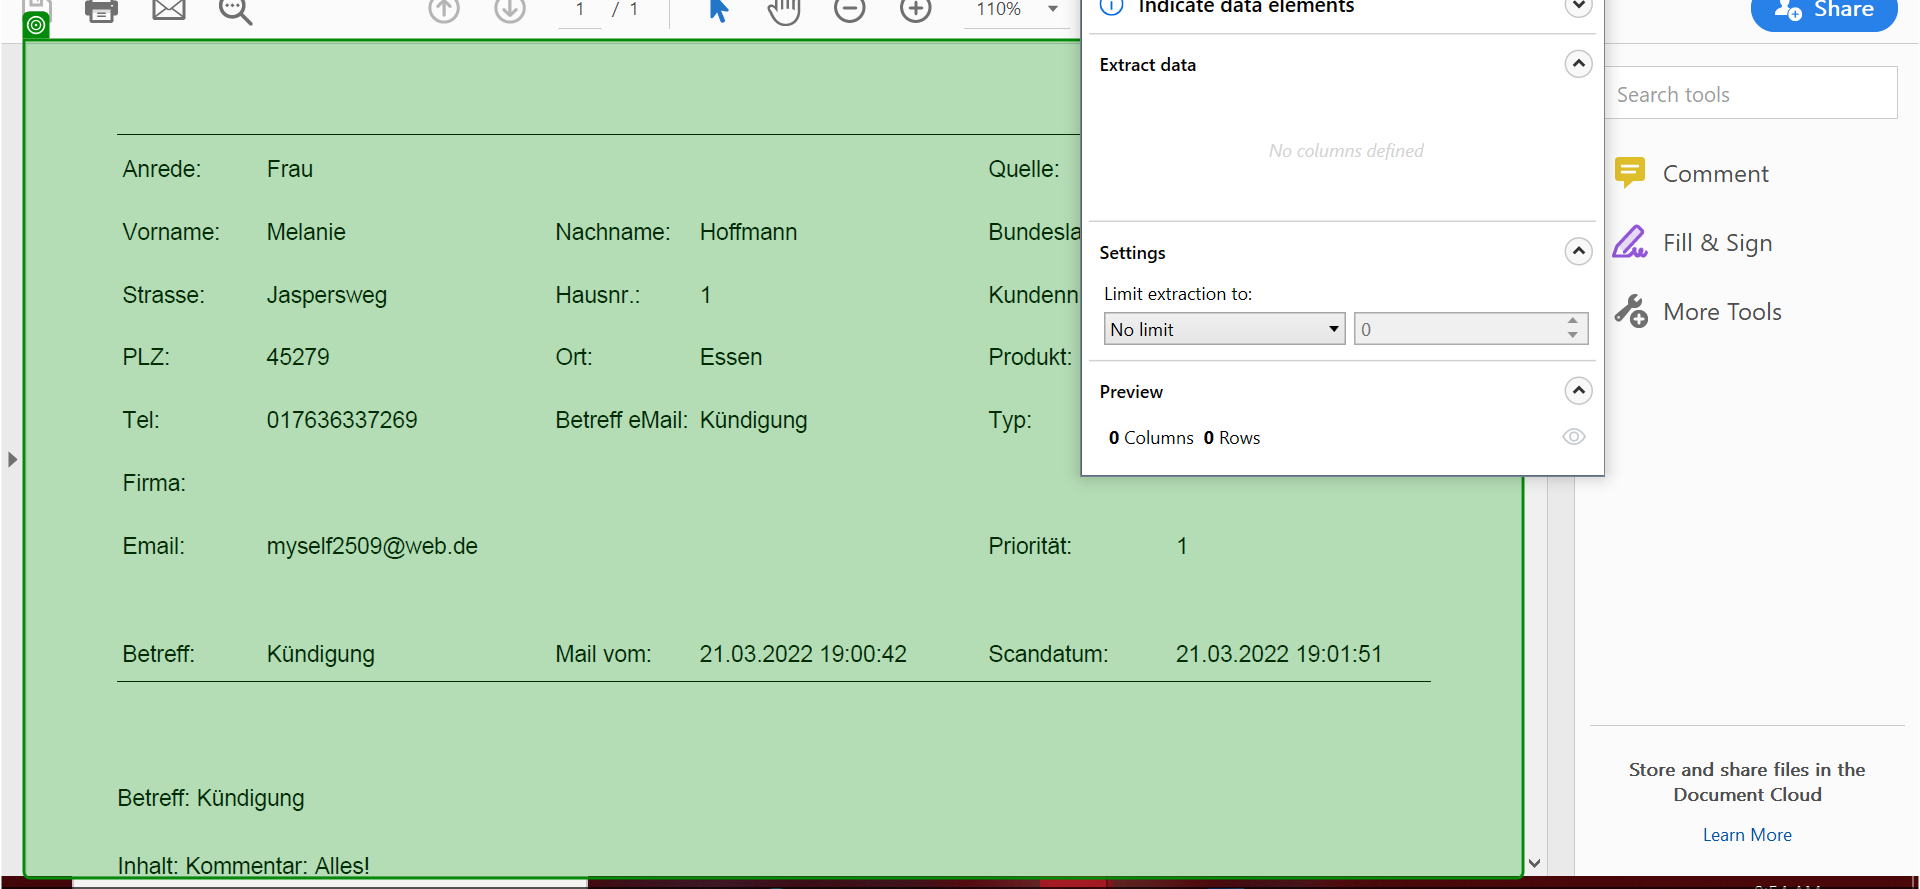 1 / 1 110% Indicate data elements Share
Extract data
Search tools
No columns defined
Anrede: Frau Quelle:
Comment
Vorname: Melanie Nachname: Hoffmann Bundesla
Fill & Sign
Settings
Strasse: Jaspersweg Hausnr.: 1 Kundenn
Limit extraction to:
More Tools
No limit 0
PLZ: 45279 Ort: Essen Produkt:
Preview
Tel: 017636337269 Betreff eMail: Kündigung Typ:
0 Columns 0 Rows
Firma:
Email: myself2509@web.de Priorität: 1
Betreff: Kündigung Mail vom: 21.03.2022 19:00:42 Scandatum: 21.03.2022 19:01:51
Store and share files in the
Document Cloud
Learn More
Betreff: Kündigung
Inhalt: Kommentar: Alles!